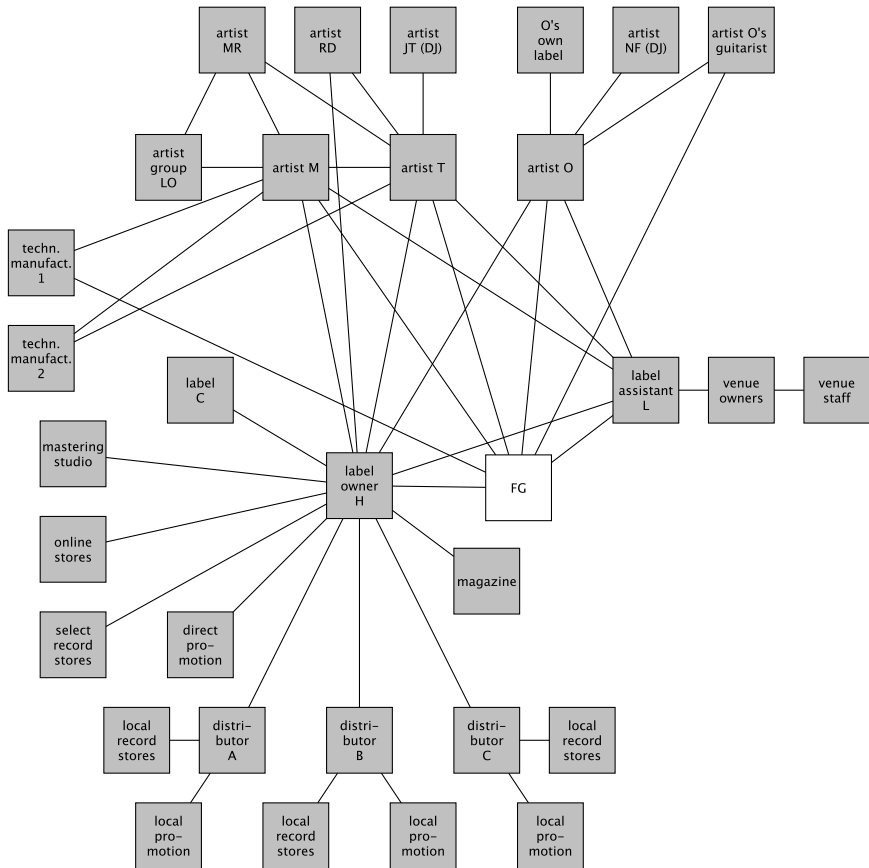 artist
MR
artist
RD
artist
JT (DJ)
O's
own
label
artist
NF (DJ)
artist O's
guitarist
artist
group
LO
artist M
artist T
artist O
techn.
manufact.
1
techn.
manufact.
2
label
C
label
assistant
L
venue
owners
venue
staff
mastering
studio
label
owner
H
FG
online
stores
magazine
select
record
stores
direct
pro-
motion
local
record
stores
distri-
butor
A
distri-
butor
B
distri-
butor
C
local
record
stores
local
pro-
motion
local
record
stores
local
pro-
motion
local
pro-
motion